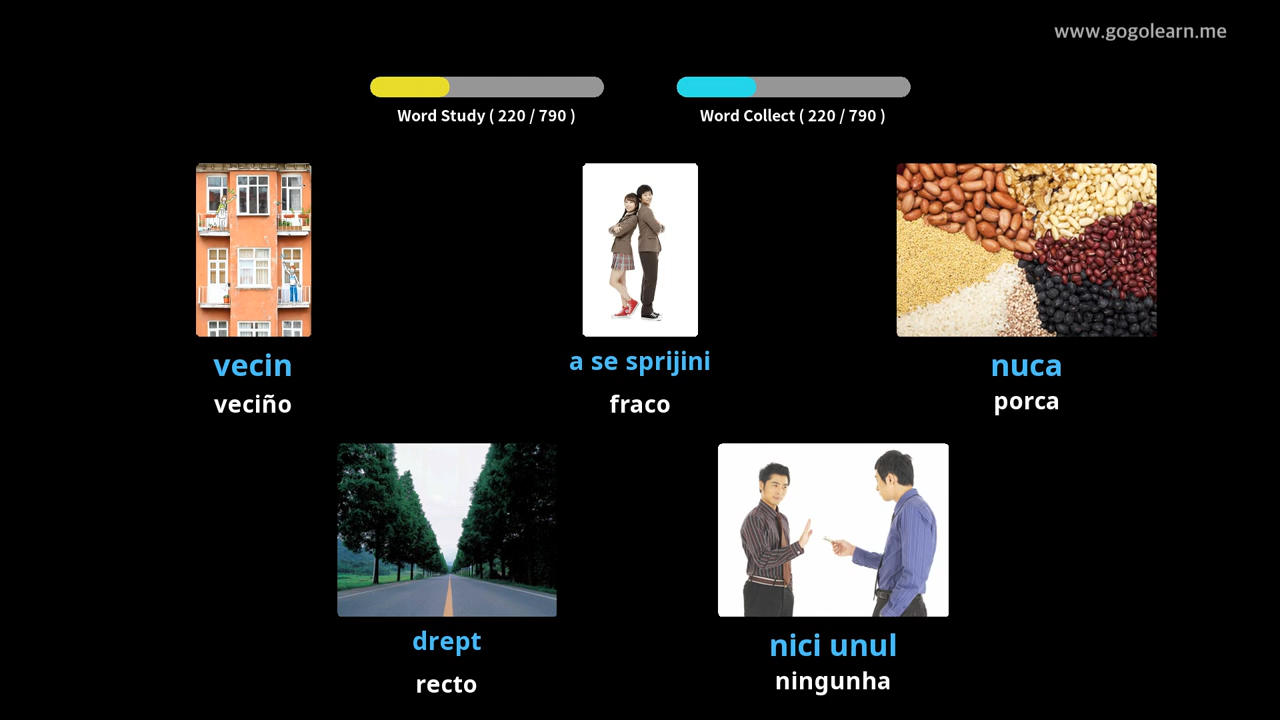 www.gogolearn.me
Word Study ( 220 / 790 )
Word Collect ( 220 / 790 )
vecin
veciño
a se sprijini
fraco
nuca
porca
drept
recto
nici unul
ningunha